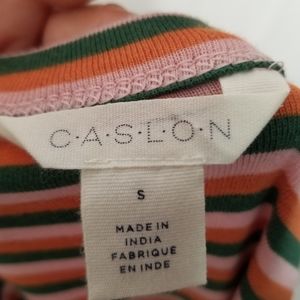 C·A·S·L·O·N
S
MADE IN
INDIA
FABRIQUE
EN INDE